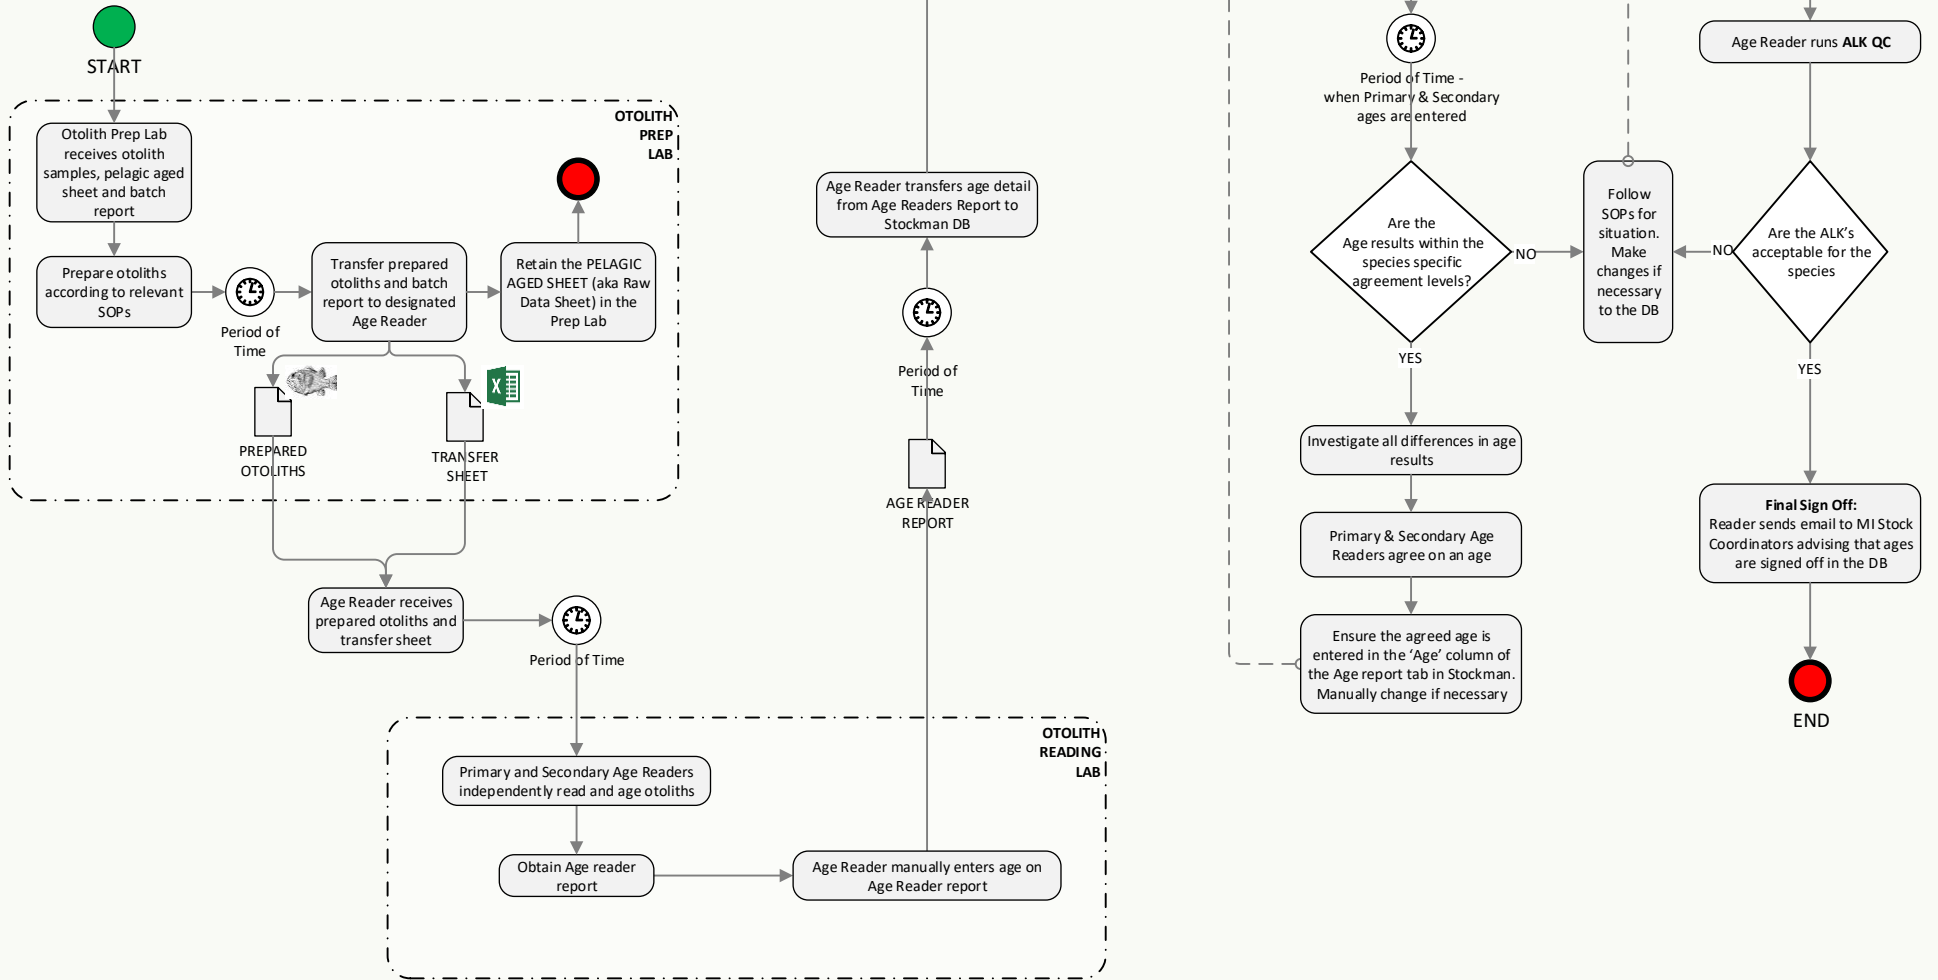 START
OTOLITH
PREP
LAB
Otolith Prep Lab
receives otolith
samples, pelagic aged
sheet and batch
report
Prepare otoliths
according to relevant
SOPs
Period of
Time
Transfer prepared
otoliths and batch
report to designated
Age Reader
Retain the PELAGIC
AGED SHEET (aka Raw
Data Sheet) in the
Prep Lab
X
PREPARED
OTOLITHS
TRANSFER
SHEET
Age Reader receives
prepared otoliths and
transfer sheet
Period of Time
OTOLITH
READING
LAB
Primary and Secondary Age Readers
independently read and age otoliths
Obtain Age reader
report
Age Reader manually enters age on
Age Reader report
AGE READER
REPORT
Period of
Time
Age Reader transfers age detail
from Age Readers Report to
Stockman DB
Period of Time -
when Primary & Secondary
ages are entered
Are the
Age results within the
species specific
agreement levels?
NO
YES
Follow
SOPs for
situation.
Make
changes if
necessary
to the DB
Investigate all differences in age
results
Primary & Secondary Age
Readers agree on an age
Ensure the agreed age is
entered in the ‘Age’ column of
the Age report tab in Stockman.
Manually change if necessary
Age Reader runs ALK QC
Are the ALK’s
acceptable for the
species
NO
YES
Final Sign Off:
Reader sends email to MI Stock
Coordinators advising that ages
are signed off in the DB
END